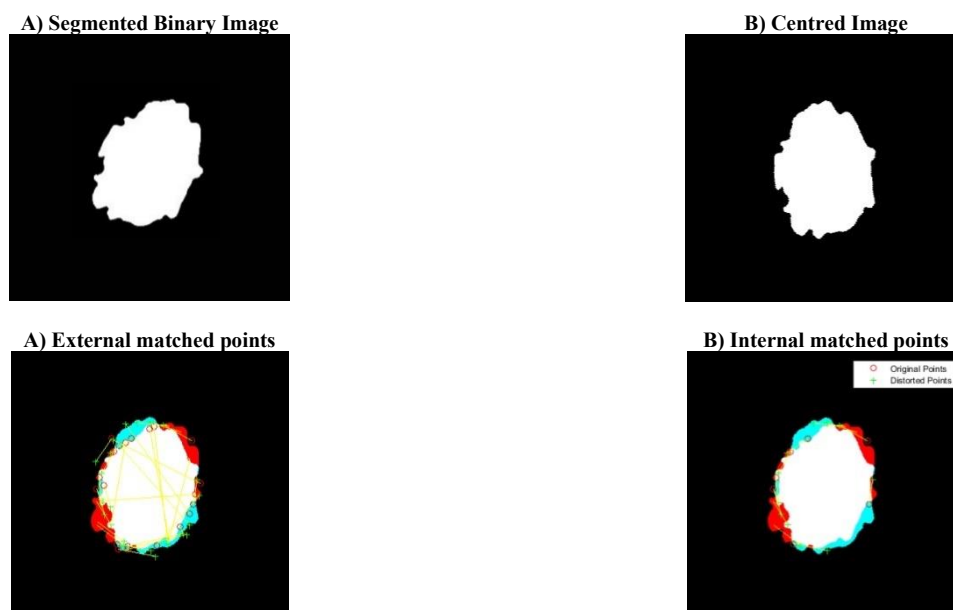 A) Segmented Binary Image
B) Centred Image
A) External matched points
B) Internal matched points
Original Points
Distorted Points